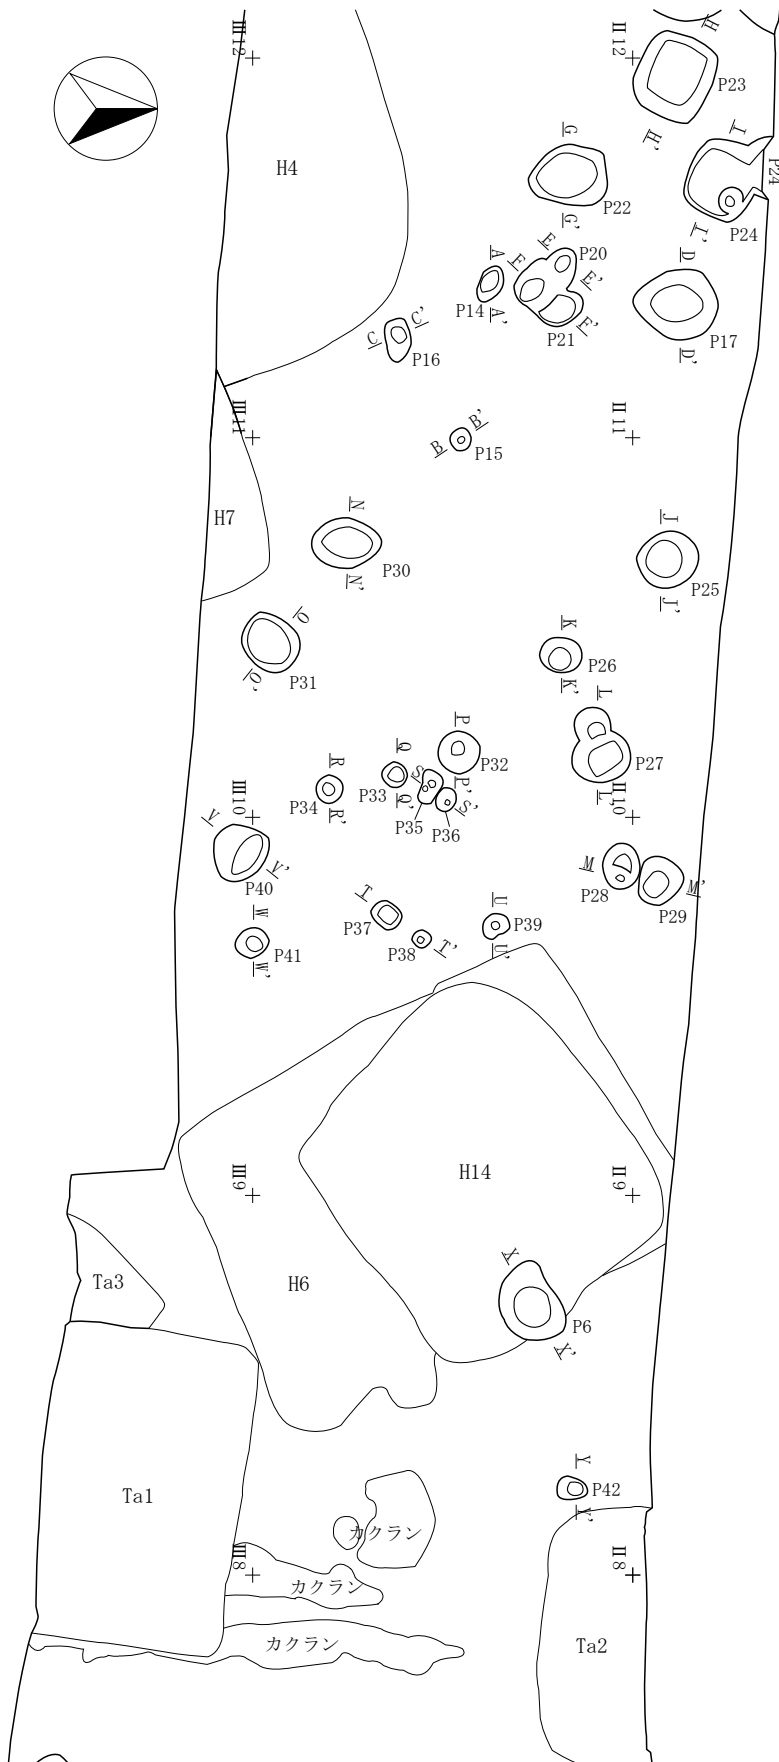 Ⅲ12
Ⅱ12
H
P23
H'
H4
G
P22
G'
I
P24
P24
I'
E
P20
F
E'
A
P14
A'
P21
F'
D
P17
D'
C
C'
P16
Ⅲ11
Ⅱ11
B
B'
P15
H7
N
P30
N'
J
P25
J'
O
P31
O'
K
P26
K'
L
P27
L'
P
P32
P'
Q
P33
Q'
S
S'
P35
P36
R
P34
R'
Ⅲ10
Ⅱ10
V
V'
P40
M
M'
P28
P29
T
P37
P38
T'
U
P39
U'
W
P41
W'
Ⅲ9
H14
Ⅱ9
Ta3
H6
X
P6
X'
Ta1
Y
P42
Y'
カクラン
Ⅲ8
カクラン
Ⅱ8
カクラン
Ta2